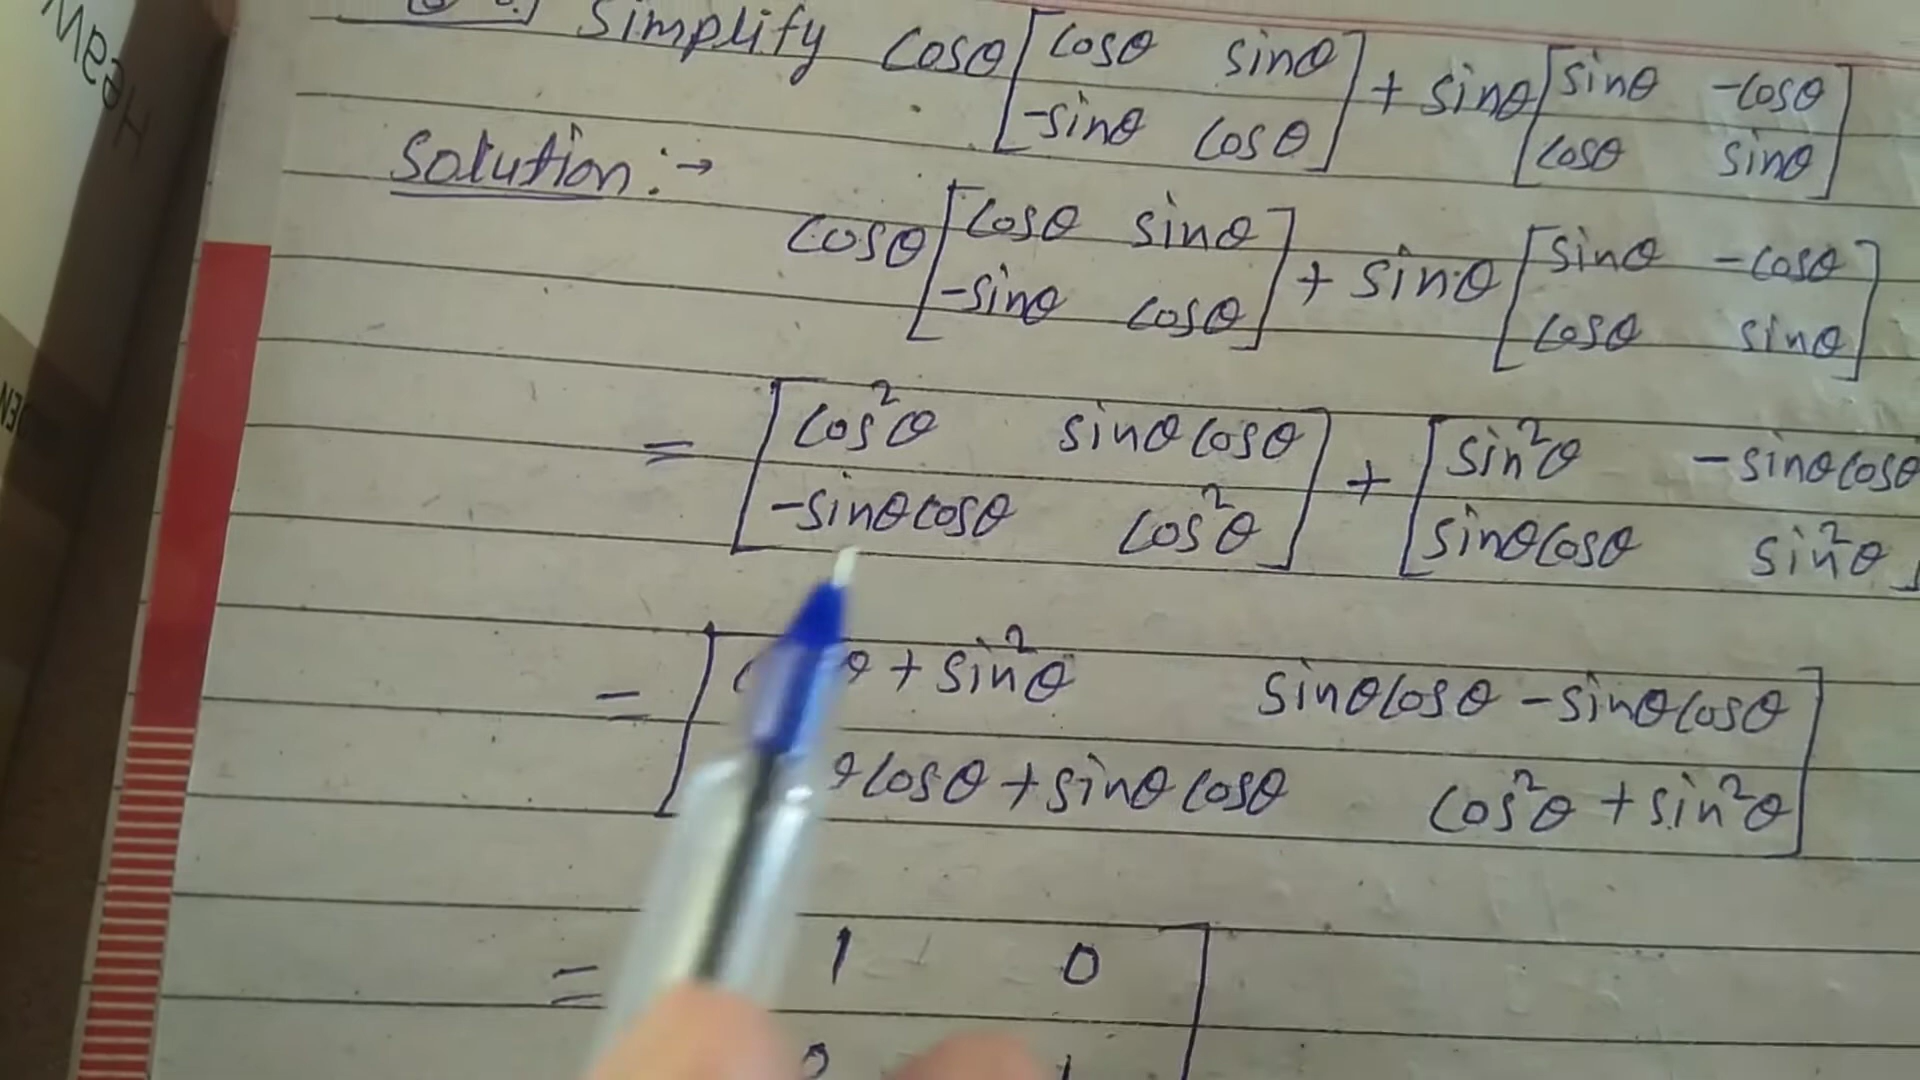 Simplify cosθ [cosθ sinθ] + sinθ [sinθ -cosθ]
[-sinθ cosθ] [cosθ sinθ]
Solution :→
cosθ [cosθ sinθ] + sinθ [sinθ -cosθ]
[-sinθ cosθ] [cosθ sinθ]
= [cos²θ sinθcosθ] + [sin²θ -sinθcosθ
[-sinθcosθ cos²θ] [sinθcosθ sin²θ]
= [θ + sin²θ sinθcosθ - sinθcosθ]
[θcosθ + sinθcosθ cos²θ + sin²θ]
= 1 0]